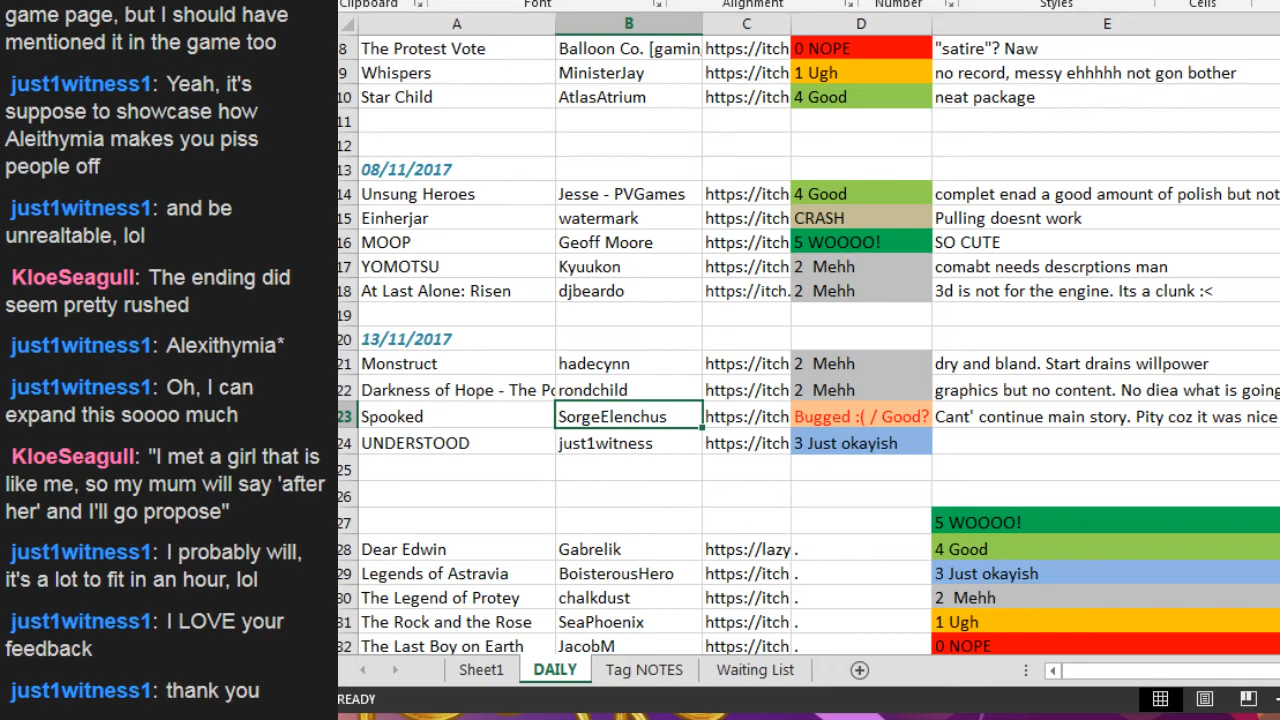 game page, but I should have
mentioned it in the game too
just1witness1: Yeah, it's
suppose to showcase how
Aleithymia makes you piss
people off
just1witness1: and be
unrealtable, lol
KloeSeagull: The ending did
seem pretty rushed
just1witness1: Alexithymia*
just1witness1: Oh, I can
expand this soooo much
KloeSeagull: "I met a girl that is
like me, so my mum will say 'after
her' and I'll go propose"
just1witness1: I probably will,
it's a lot to fit in an hour, lol
just1witness1: I LOVE your
feedback
just1witness1: thank you
Clipboard Font Alignment Number Styles Cells
A B C D E
8 The Protest Vote Balloon Co. [gamin https://itch 0 NOPE "satire"? Naw
9 Whispers MinisterJay https://itch 1 Ugh no record, messy ehhhhh not gon bother
10 Star Child AtlasAtrium https://itch 4 Good neat package
11
12
13 08/11/2017
14 Unsung Heroes Jesse - PVGames https://itch 4 Good complet enad a good amount of polish but not
15 Einherjar watermark https://itch CRASH Pulling doesnt work
16 MOOP Geoff Moore https://itch 5 WOOOO! SO CUTE
17 YOMOTSU Kyuukon https://itch 2 Mehh comabt needs descrptions man
18 At Last Alone: Risen djbeardo https://itch. 2 Mehh 3d is not for the engine. Its a clunk :<
19
20 13/11/2017
21 Monstruct hadecynn https://itch 2 Mehh dry and bland. Start drains willpower
22 Darkness of Hope - The Po rondchild https://itch 2 Mehh graphics but no content. No diea what is going
23 Spooked SorgeElenchus https://itch Bugged :( / Good? Cant' continue main story. Pity coz it was nice
24 UNDERSTOOD just1witness https://itch 3 Just okayish
25
26
27 5 WOOOO!
28 Dear Edwin Gabrelik https://lazy . 4 Good
29 Legends of Astravia BoisterousHero https://itch . 3 Just okayish
30 The Legend of Protey chalkdust https://itch . 2 Mehh
31 The Rock and the Rose SeaPhoenix https://itch . 1 Ugh
32 The Last Boy on Earth JacobM https://itch . 0 NOPE
Sheet1 DAILY Tag NOTES Waiting List
READY